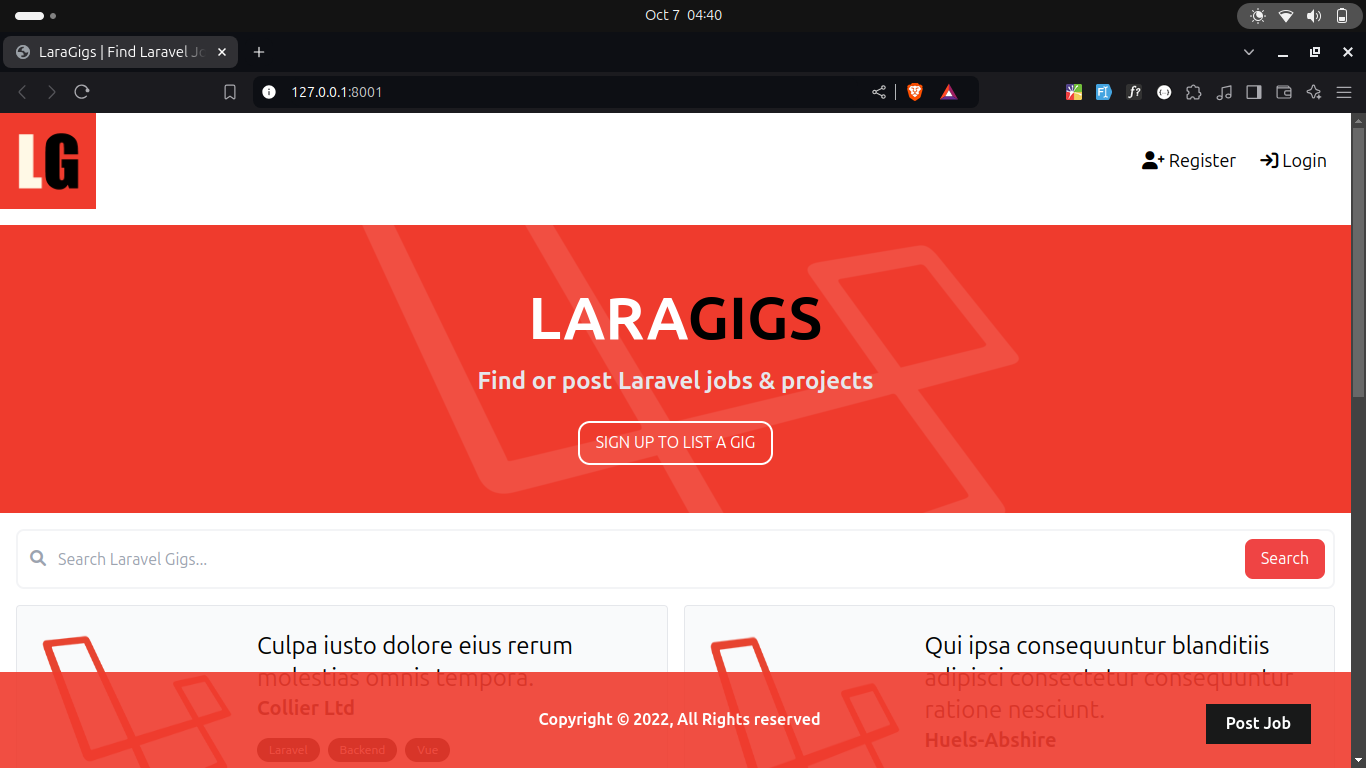 Oct 7 04:40
LaraGigs | Find Laravel Jo
127.0.0.1:8001
LG
Register
Login
LARAGIGS
Find or post Laravel jobs & projects
SIGN UP TO LIST A GIG
Search Laravel Gigs...
Search
Culpa iusto dolore eius rerum
molestias omnis tempora.
Collier Ltd
Laravel Backend Vue
Qui ipsa consequuntur blanditiis
adipisci consectetur consequuntur
ratione nesciunt.
Huels-Abshire
Copyright © 2022, All Rights reserved
Post Job